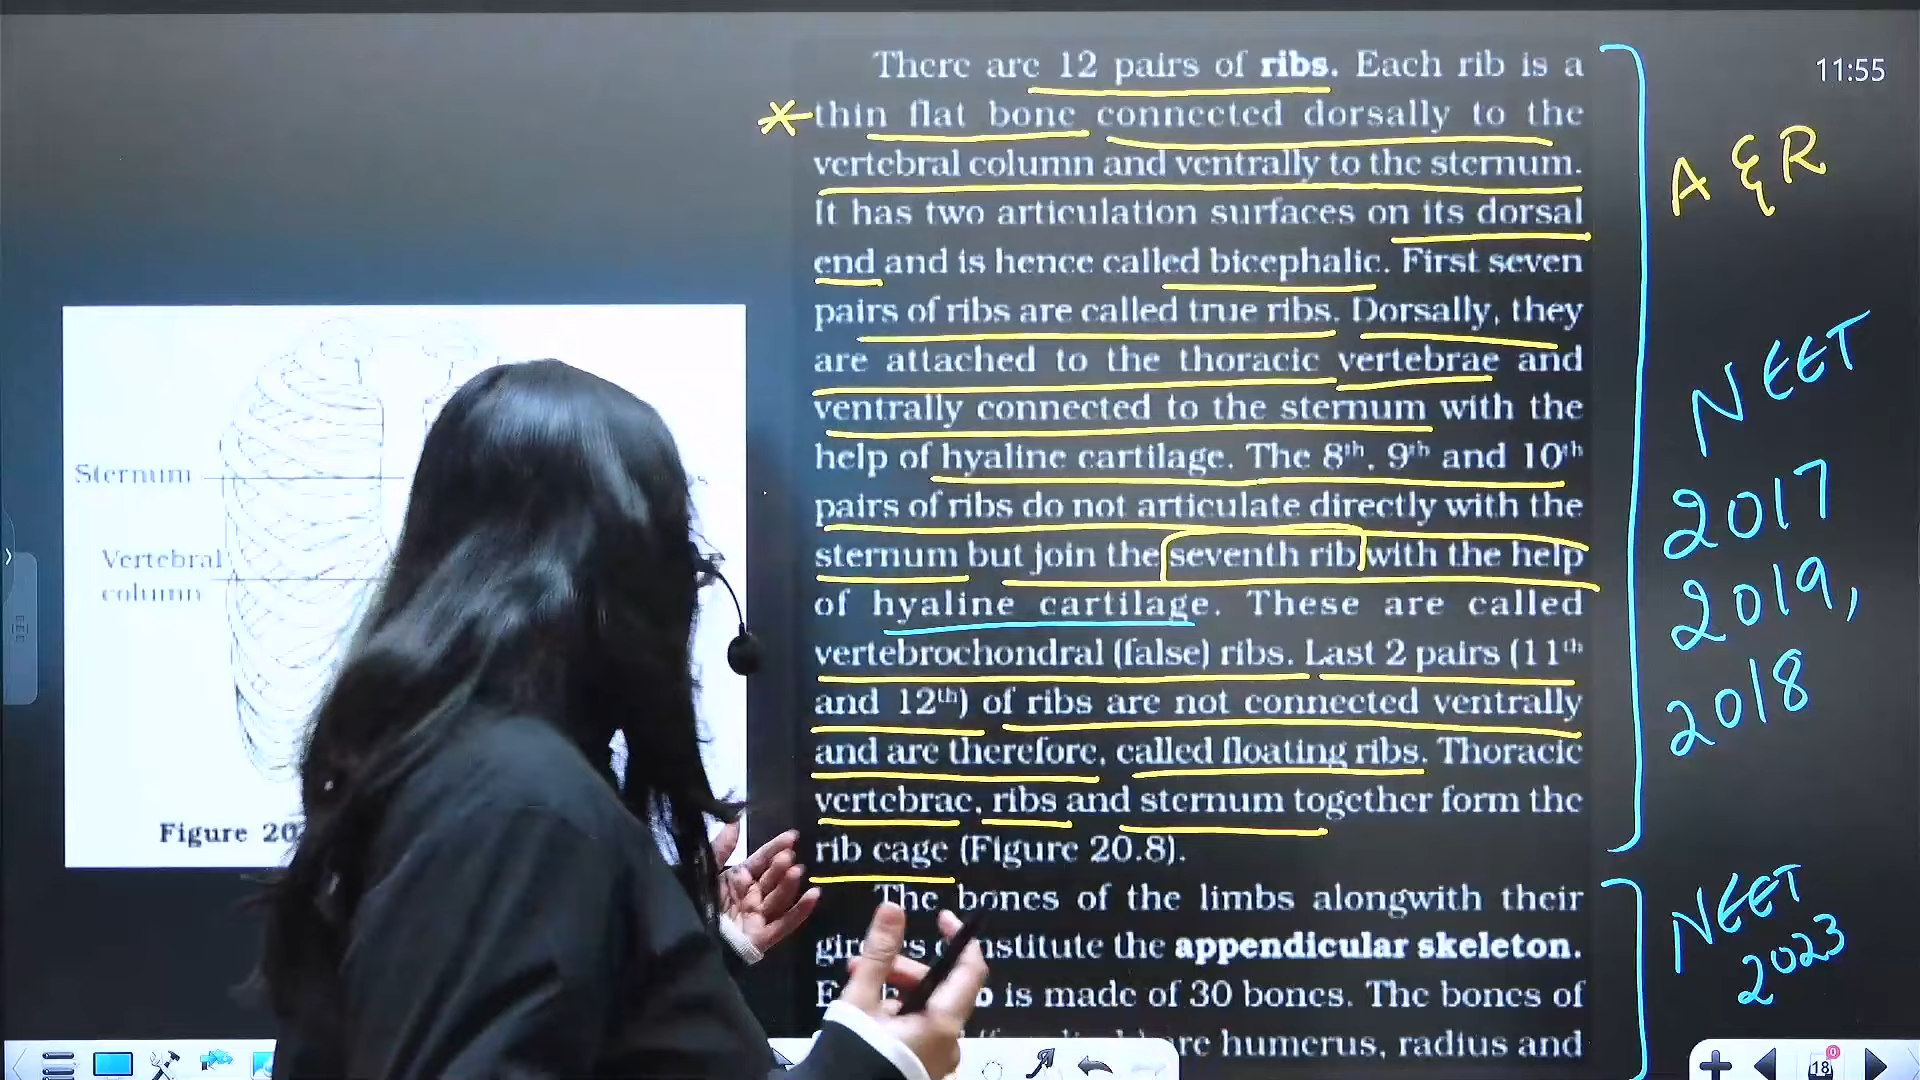 There are 12 pairs of ribs. Each rib is a
thin flat bone connected dorsally to the
vertebral column and ventrally to the sternum.
It has two articulation surfaces on its dorsal
end and is hence called bicephalic. First seven
pairs of ribs are called true ribs. Dorsally, they
are attached to the thoracic vertebrae and
ventrally connected to the sternum with the
help of hyaline cartilage. The 8th, 9th and 10th
pairs of ribs do not articulate directly with the
sternum but join the seventh rib with the help
of hyaline cartilage. These are called
vertebrochondral (false) ribs. Last 2 pairs (11th
and 12th) of ribs are not connected ventrally
and are therefore, called floating ribs. Thoracic
vertebrae, ribs and sternum together form the
rib cage (Figure 20.8).
The bones of the limbs alongwith their
the appendicular skeleton.
is made of 30 bones. The bones of
are humerus, radius and
11:55
A & R
NEET
2017
2019,
2018
NEET
2023
Sternum
Vertebral
column
Figure 20
18
0